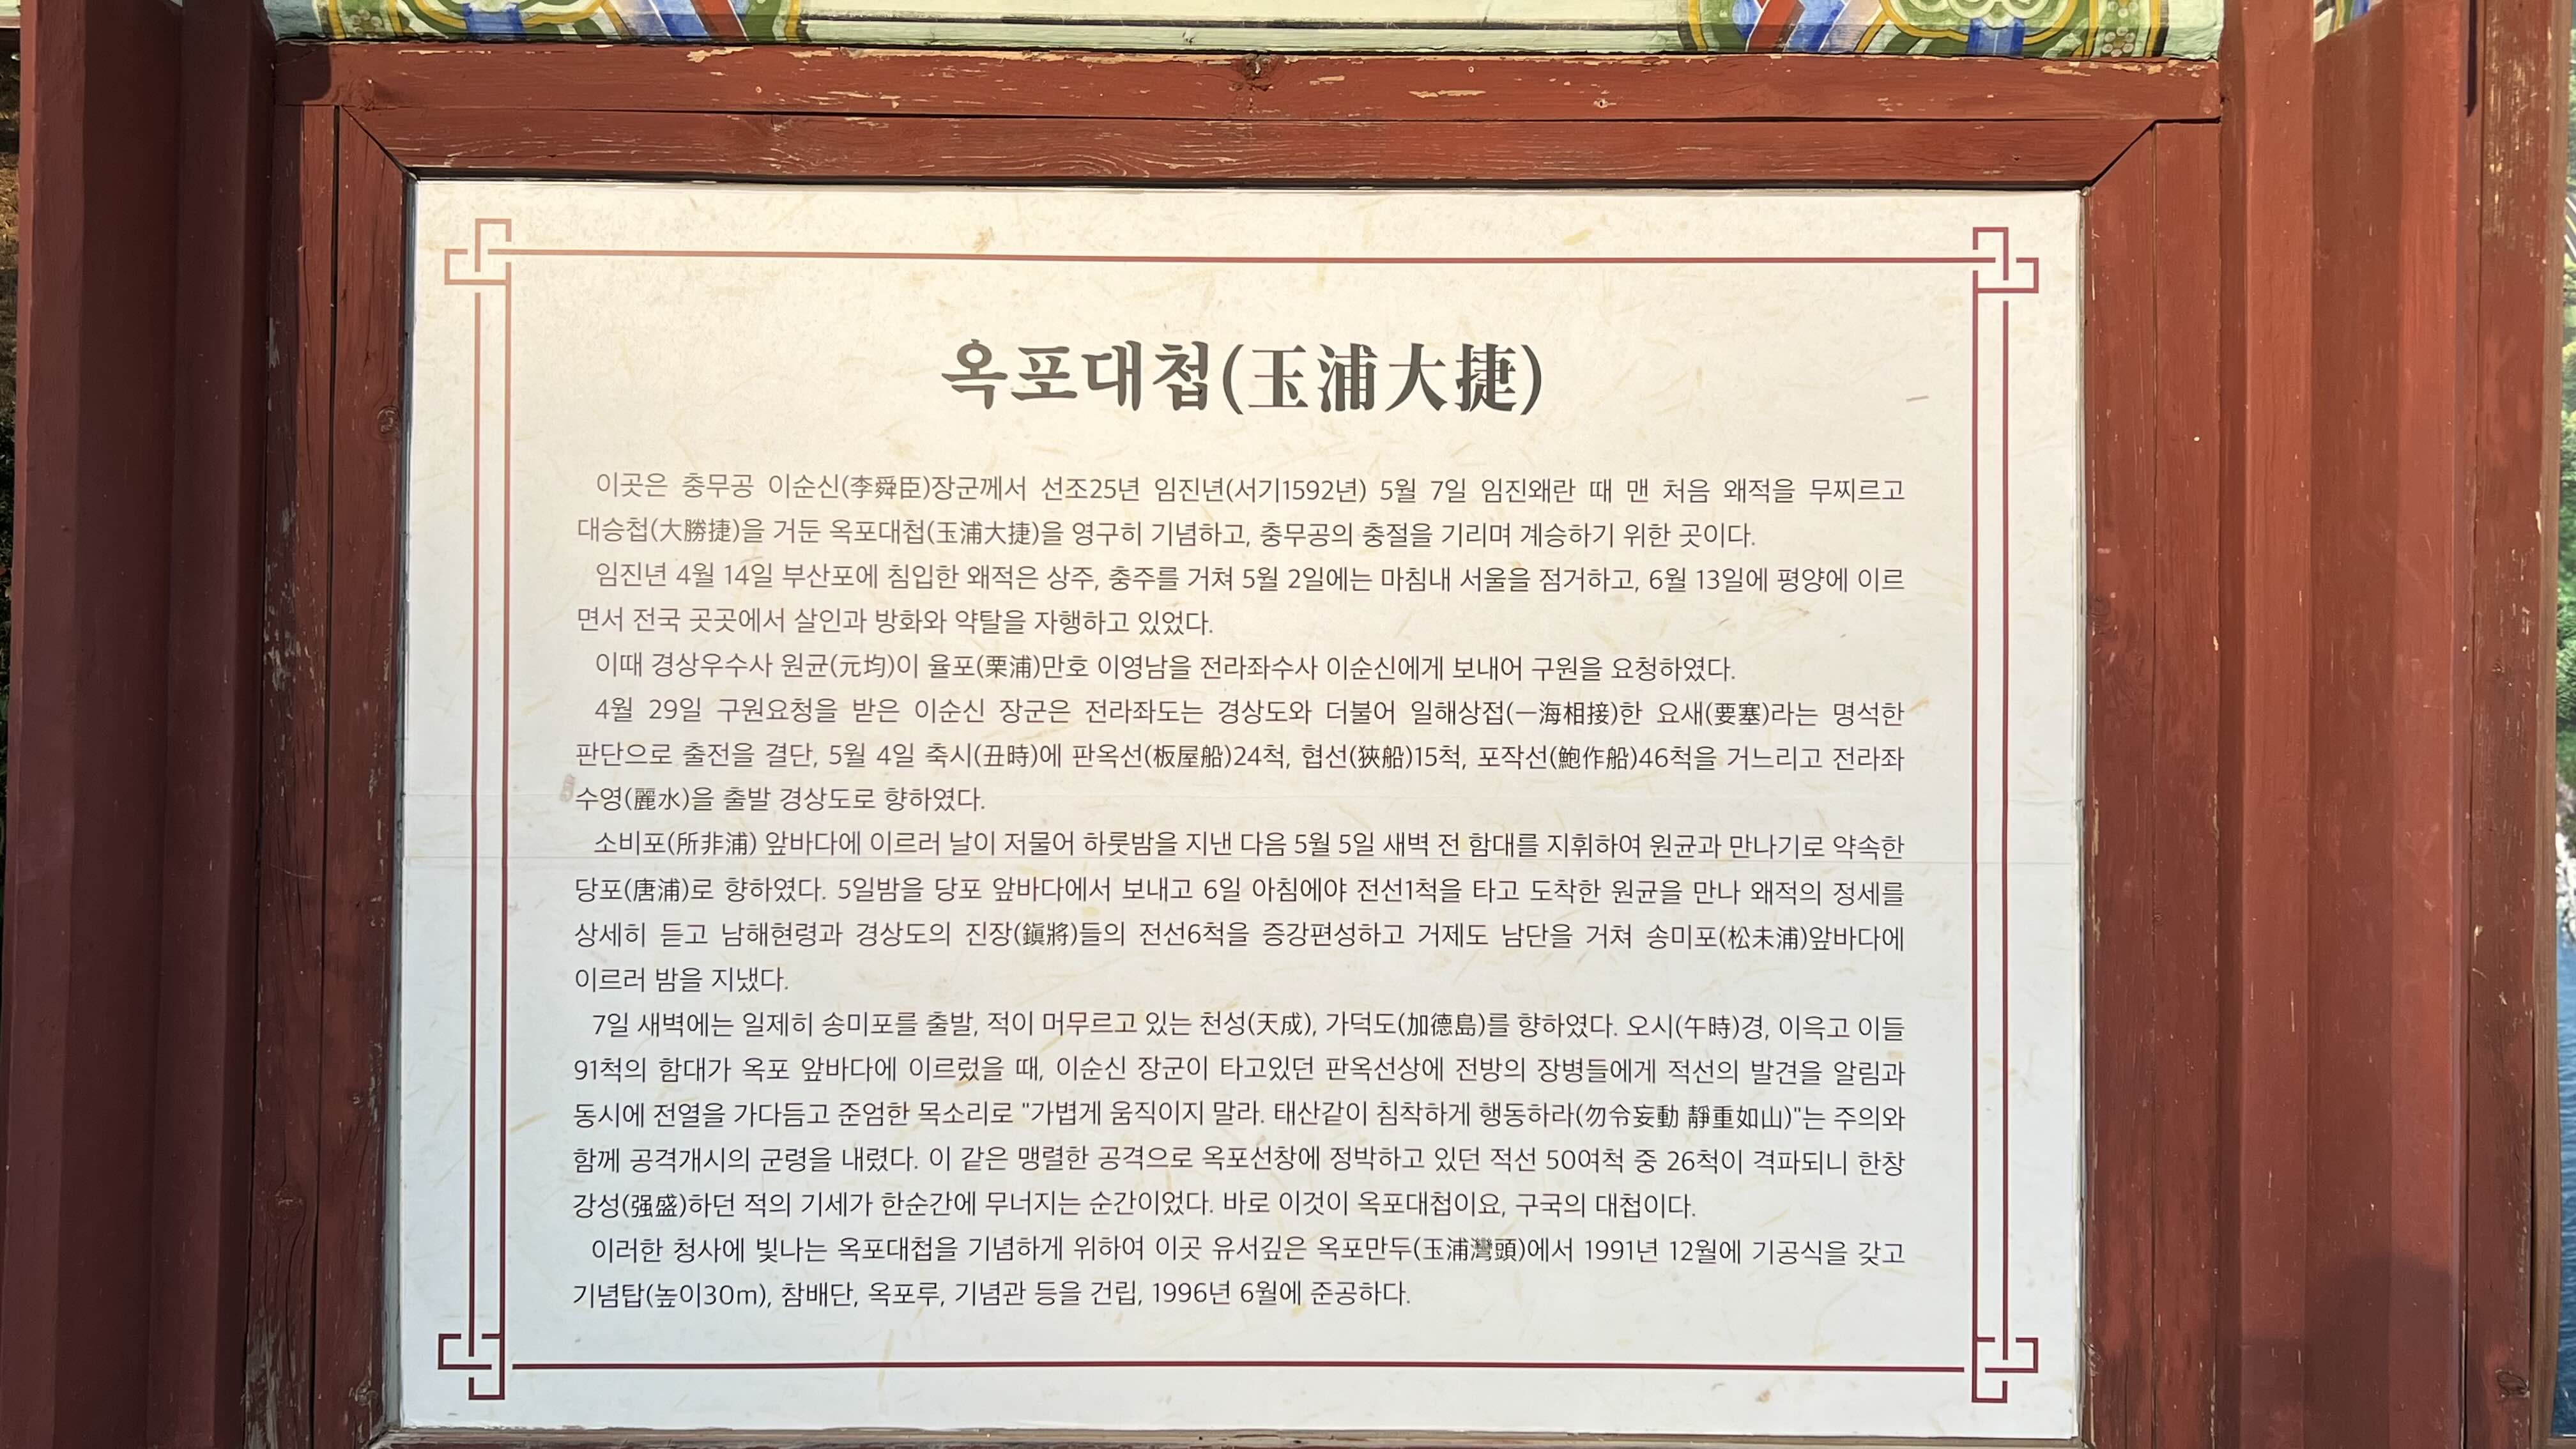 옥포대첩(玉浦大捷)
이곳은 충무공 이순신(李舜臣)장군께서 선조25년 임진년(서기1592년) 5월 7일 임진왜란 때 맨 처음 왜적을 무찌르고
대승첩(大勝捷)을 거둔 옥포대첩(玉浦大捷)을 영구히 기념하고, 충무공의 충절을 기리며 계승하기 위한 곳이다.
임진년 4월 14일 부산포에 침입한 왜적은 상주, 충주를 거쳐 5월 2일에는 마침내 서울을 점거하고, 6월 13일에 평양에 이르
면서 전국 곳곳에서 살인과 방화와 약탈을 자행하고 있었다.
이때 경상우수사 원균(元均)이 율포(栗浦)만호 이영남을 전라좌수사 이순신에게 보내어 구원을 요청하였다.
4월 29일 구원요청을 받은 이순신 장군은 전라좌도는 경상도와 더불어 일해상접(一海相接)한 요새(要塞)라는 명석한
판단으로 출전을 결단, 5월 4일 축시(丑時)에 판옥선(板屋船)24척, 협선(狹船)15척, 포작선(鮑作船)46척을 거느리고 전라좌
수영(麗水)을 출발 경상도로 향하였다.
소비포(所非浦) 앞바다에 이르러 날이 저물어 하룻밤을 지낸 다음 5월 5일 새벽 전 함대를 지휘하여 원균과 만나기로 약속한
당포(唐浦)로 향하였다. 5일밤을 당포 앞바다에서 보내고 6일 아침에야 전선1척을 타고 도착한 원균을 만나 왜적의 정세를
상세히 듣고 남해현령과 경상도의 진장(鎭將)들의 전선6척을 증강편성하고 거제도 남단을 거쳐 송미포(松未浦)앞바다에
이르러 밤을 지냈다.
7일 새벽에는 일제히 송미포를 출발, 적이 머무르고 있는 천성(天成), 가덕도(加德島)를 향하였다. 오시(午時)경, 이윽고 이들
91척의 함대가 옥포 앞바다에 이르렀을 때, 이순신 장군이 타고있던 판옥선상에 전방의 장병들에게 적선의 발견을 알림과
동시에 전열을 가다듬고 준엄한 목소리로 "가볍게 움직이지 말라. 태산같이 침착하게 행동하라(勿令妄動 靜重如山)"는 주의와
함께 공격개시의 군령을 내렸다. 이 같은 맹렬한 공격으로 옥포선창에 정박하고 있던 적선 50여척 중 26척이 격파되니 한창
강성(强盛)하던 적의 기세가 한순간에 무너지는 순간이었다. 바로 이것이 옥포대첩이요, 구국의 대첩이다.
이러한 청사에 빛나는 옥포대첩을 기념하게 위하여 이곳 유서깊은 옥포만두(玉浦灣頭)에서 1991년 12월에 기공식을 갖고
기념탑(높이30m), 참배단, 옥포루, 기념관 등을 건립, 1996년 6월에 준공하다.